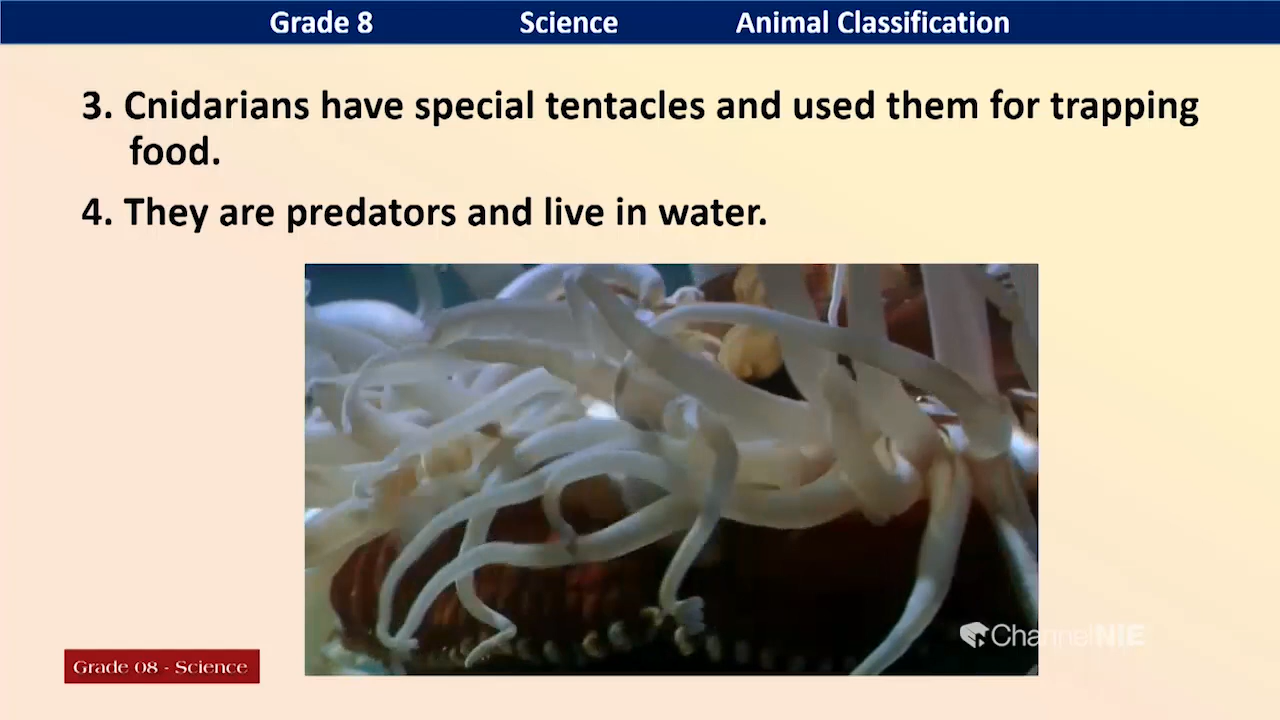 Grade 8 Science Animal Classification
3. Cnidarians have special tentacles and used them for trapping
food.
4. They are predators and live in water.
ChannelNIE
Grade 08 - Science